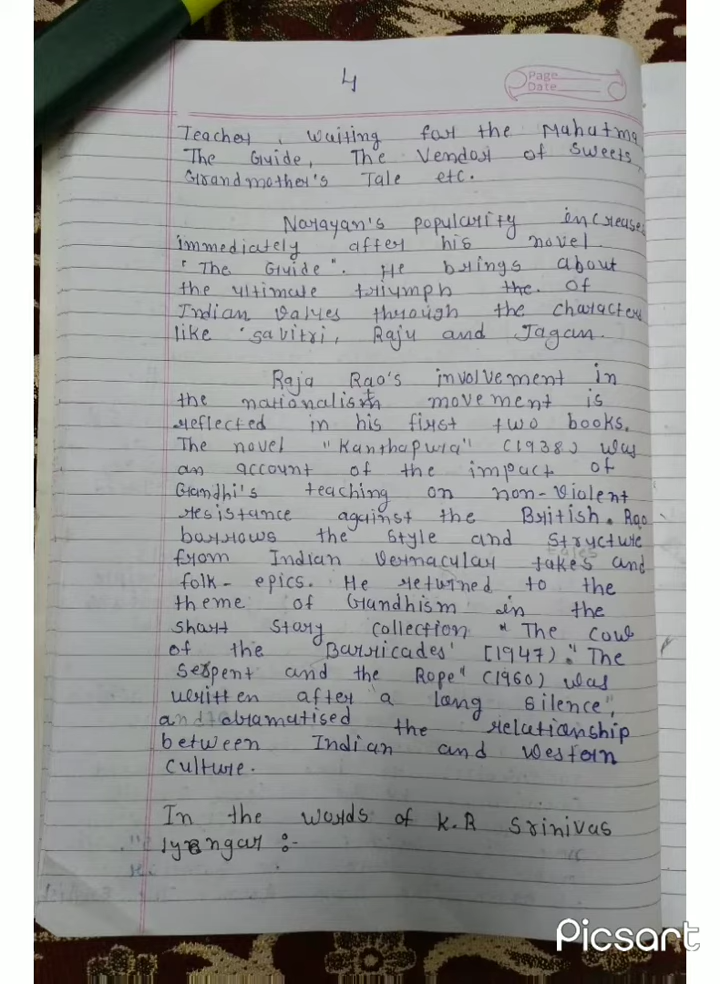 4
Page
Date
Teacher, Waiting for the Mahatma
The Guide, The Vendor of Sweets,
Grandmother's Tale etc.
Narayan's popularity increases
immediately after his novel
"The Guide". He brings about
the ultimate triumph the of
Indian values through the characters
like 'Savitri, Raju and Jagan.
Raja Rao's involvement in
the nationalism movement is
reflected in his first two books.
The novel "Kanthapura" (1938) was
an account of the impact of
Gandhi's teaching on non-violent
resistance against the British. Rao
borrows the style and structure
from Indian vernacular takes and
tales
folk-epics. He returned to the
theme of Gandhism in the
short story collection "The Cow
of the Barricades' [1947). "The
Serpent and the Rope" (1960) was
written after "a long silence",
and dramatised the relationship
between Indian and Western
culture.
In the words of K.R Srinivas
Iyengar :-
Picsart